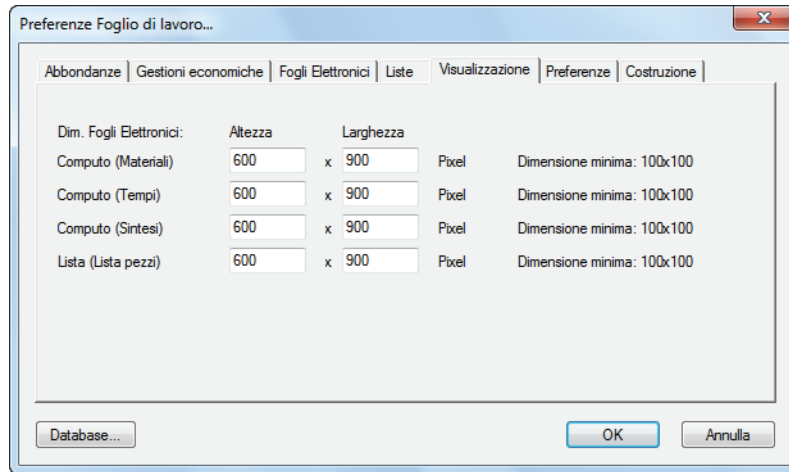 Preferenze Foglio di lavoro...
Abbondanze Gestioni economiche Fogli Elettronici Liste Visualizzazione Preferenze Costruzione
Dim. Fogli Elettronici: Altezza Larghezza
Computo (Materiali) 600 x 900 Pixel Dimensione minima: 100x100
Computo (Tempi) 600 x 900 Pixel Dimensione minima: 100x100
Computo (Sintesi) 600 x 900 Pixel Dimensione minima: 100x100
Lista (Lista pezzi) 600 x 900 Pixel Dimensione minima: 100x100
Database... OK Annulla